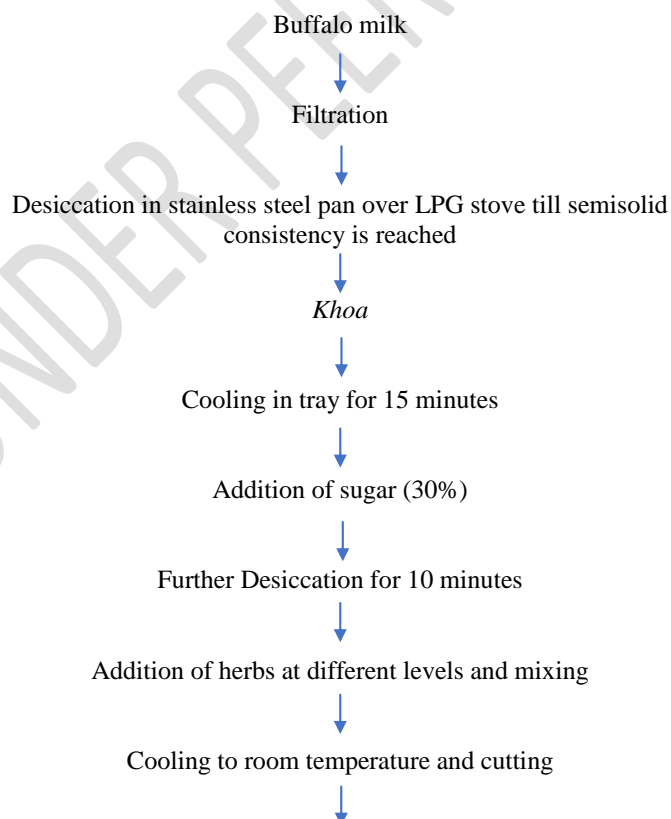 Buffalo milk
Filtration
Desiccation in stainless steel pan over LPG stove till semisolid
consistency is reached
Khoa
Cooling in tray for 15 minutes
Addition of sugar (30%)
Further Desiccation for 10 minutes
Addition of herbs at different levels and mixing
Cooling to room temperature and cutting
UNDER PEER